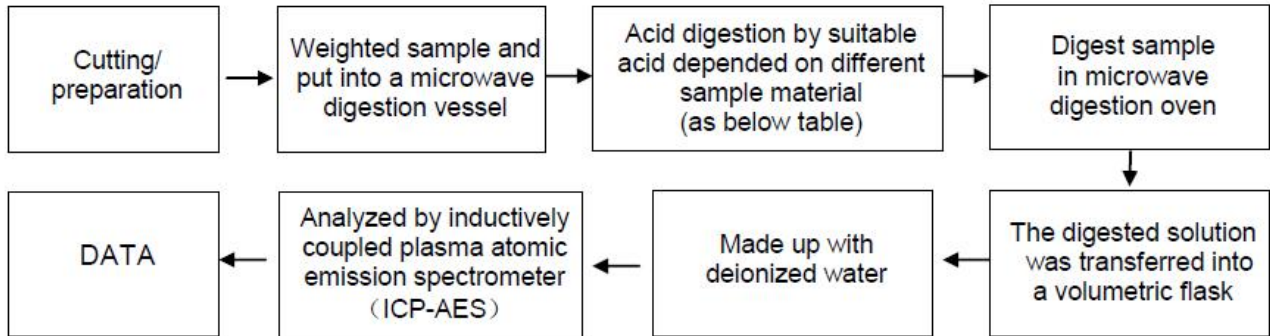 Cutting/
preparation
Weighted sample and
put into a microwave
digestion vessel
Acid digestion by suitable
acid depended on different
sample material
(as below table)
Digest sample
in microwave
digestion oven
The digested solution
was transferred into
a volumetric flask
Made up with
deionized water
Analyzed by inductively
coupled plasma atomic
emission spectrometer
（ICP-AES）
DATA